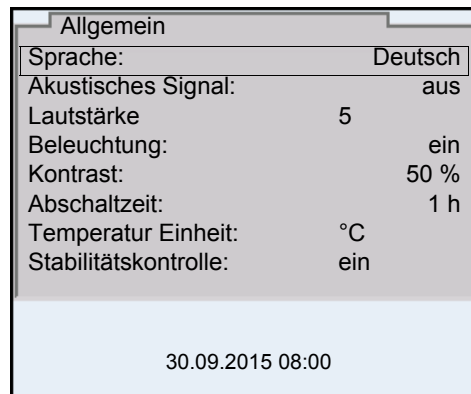 Allgemein
Sprache: Deutsch
Akustisches Signal: aus
Lautstärke 5
Beleuchtung: ein
Kontrast: 50 %
Abschaltzeit: 1 h
Temperatur Einheit: °C
Stabilitätskontrolle: ein
30.09.2015 08:00